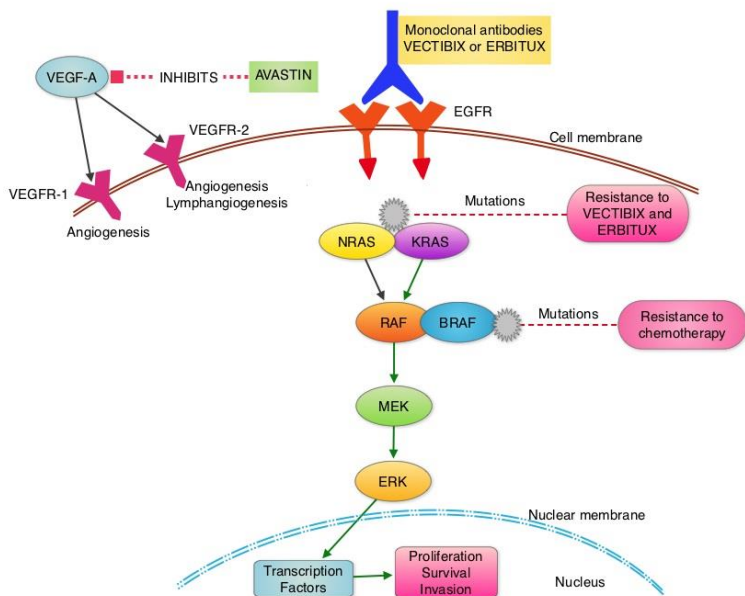 Monoclonal antibodies
VECTIBIX or ERBITUX
VEGF-A
INHIBITS
AVASTIN
EGFR
VEGFR-2
Cell membrane
VEGFR-1
Angiogenesis
Lymphangiogenesis
Angiogenesis
Mutations
Resistance to
VECTIBIX and
ERBITUX
NRAS
KRAS
RAF
BRAF
Mutations
Resistance to
chemotherapy
MEK
ERK
Nuclear membrane
Transcription
Factors
Proliferation
Survival
Invasion
Nucleus